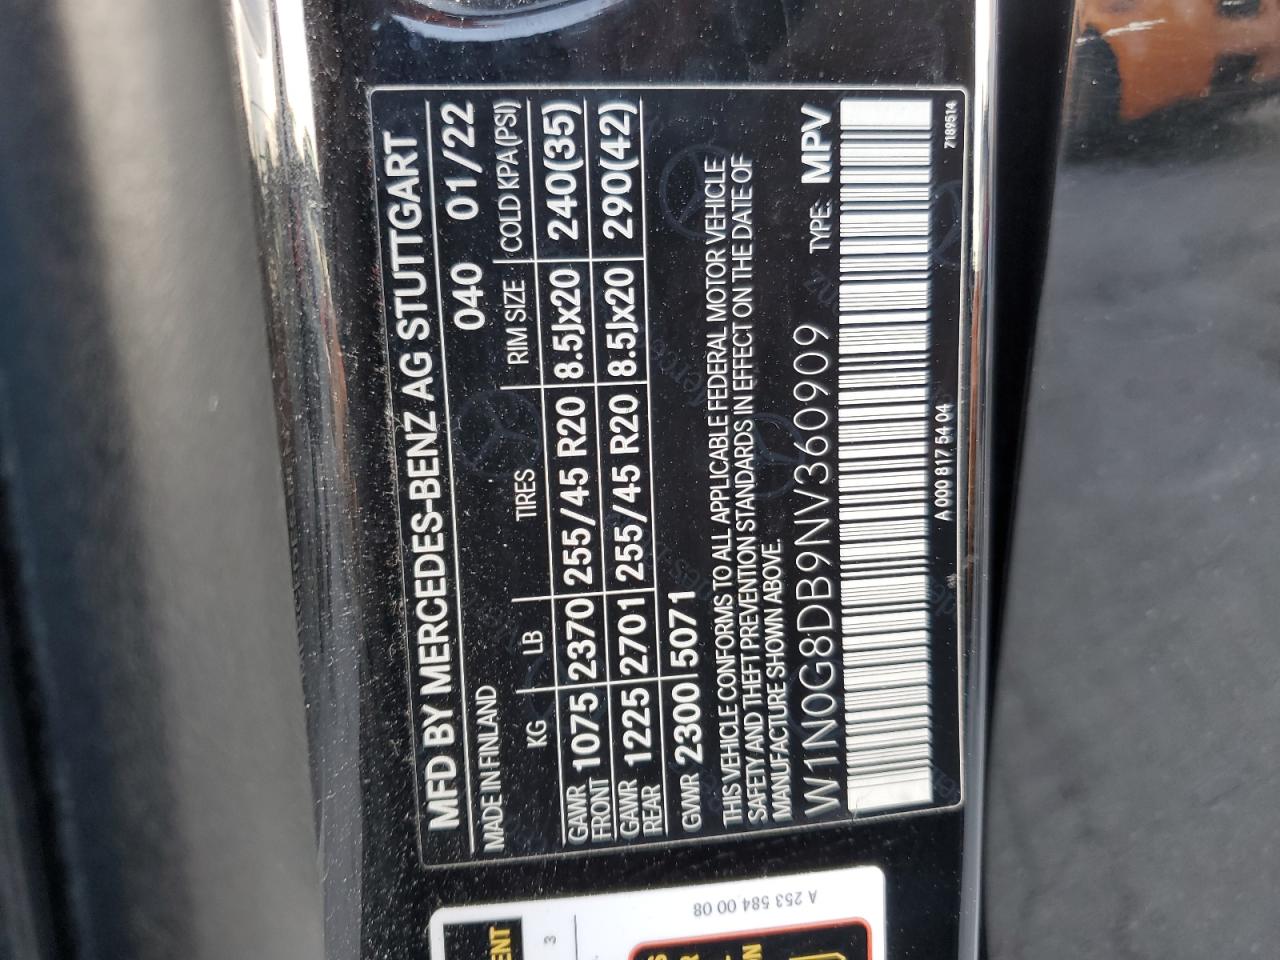 MFD BY MERCEDES-BENZ AG STUTTGART
MADE IN FINLAND 040 01/22
KG LB TIRES RIM SIZE COLD KPA(PSI)
GAWR FRONT 1075 2370 255/45 R20 8.5Jx20 240(35)
GAWR REAR 1225 2701 255/45 R20 8.5Jx20 290(42)
GVWR 2300 5071
THIS VEHICLE CONFORMS TO ALL APPLICABLE FEDERAL MOTOR VEHICLE
SAFETY AND THEFT PREVENTION STANDARDS IN EFFECT ON THE DATE OF
MANUFACTURE SHOWN ABOVE.
W1N0G8DB9NV360909 TYPE: MPV
A 000 817 54 04 7189514
A 253 584 00 08
3